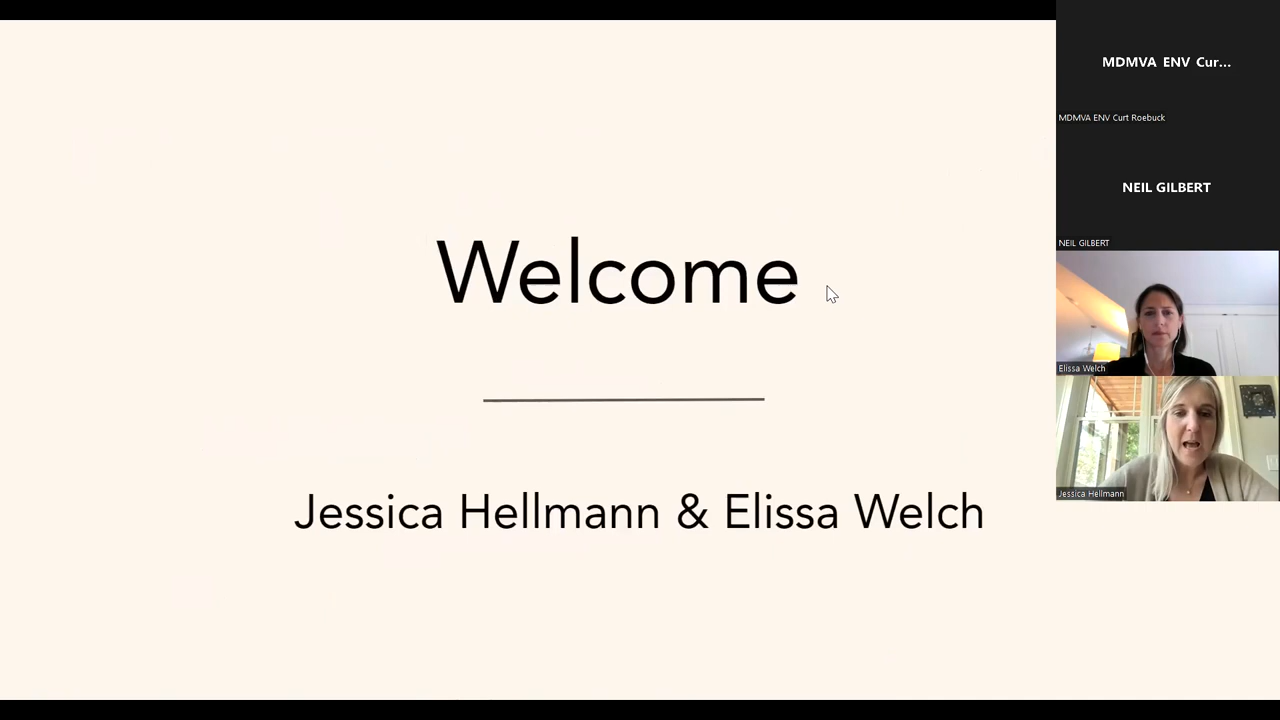 Welcome
Jessica Hellmann & Elissa Welch
MDMVA ENV Cur...
MDMVA ENV Curt Roebuck
NEIL GILBERT
NEIL GILBERT
Elissa Welch
Jessica Hellmann